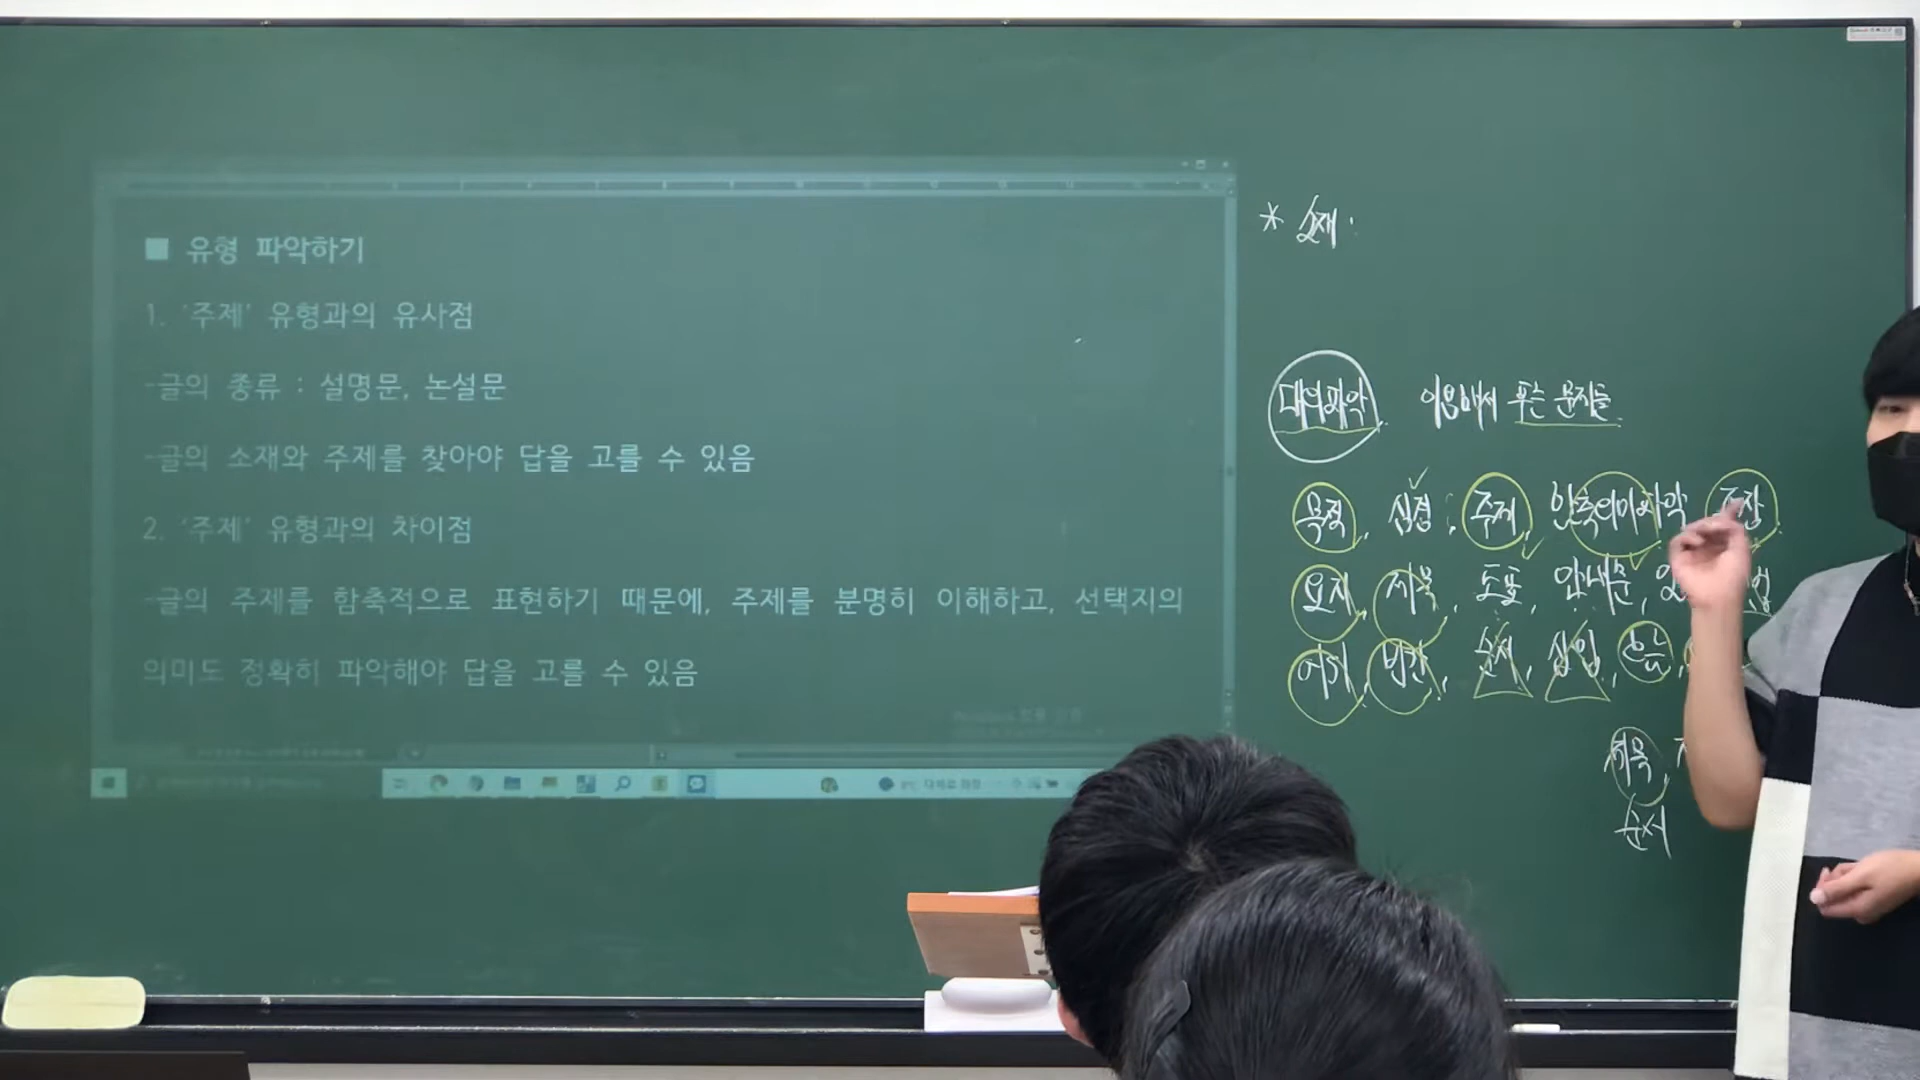 ■ 유형 파악하기
1. '주제' 유형과의 유사점
-글의 종류 : 설명문, 논설문
-글의 소재와 주제를 찾아야 답을 고를 수 있음
2. '주제' 유형과의 차이점
-글의 주제를 함축적으로 표현하기 때문에, 주제를 분명히 이해하고, 선택지의
의미도 정확히 파악해야 답을 고를 수 있음
* 소재 :
대의파악 푸는 문제들
목적, 심경, 주제, 함축의미파악, 주장
요지, 제목, 도표, 안내문,
어휘, 빈칸, 순서, 삽입,
제목,
순서